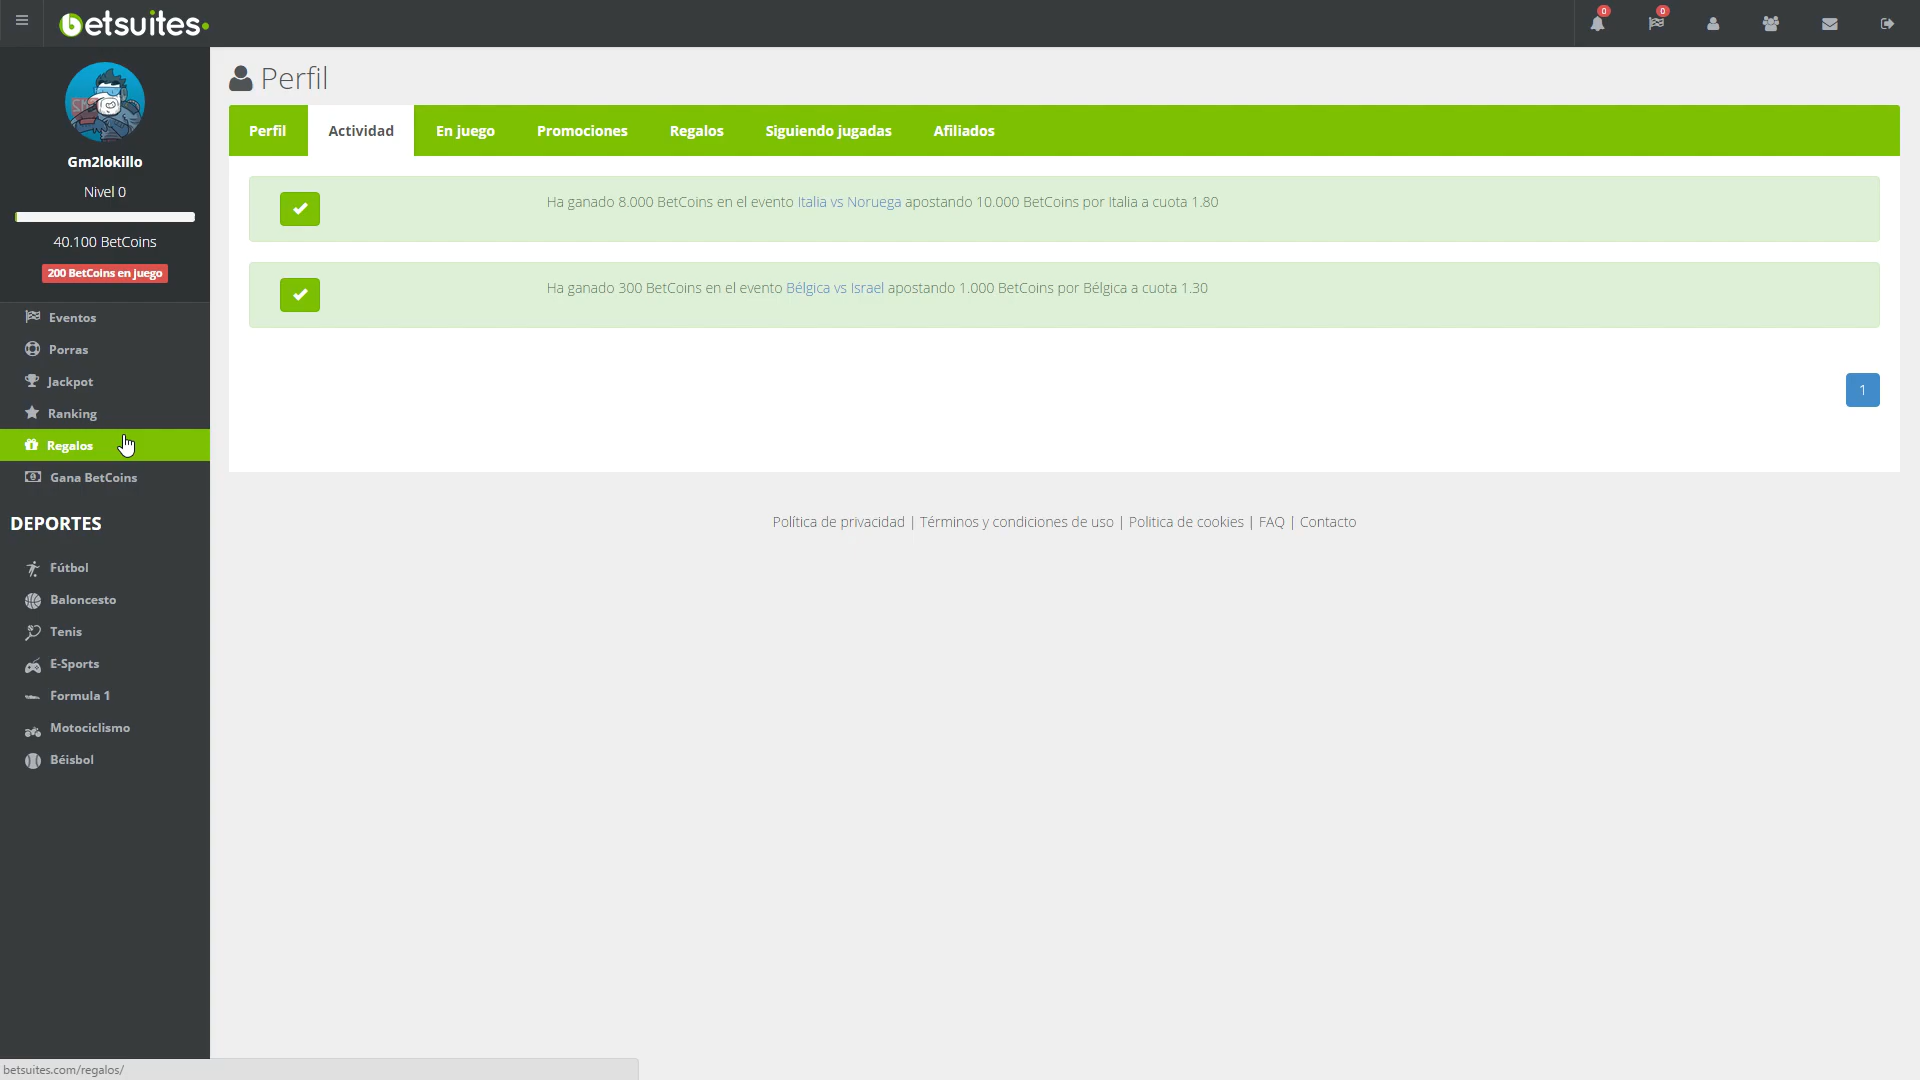 betsuites.
0
0
Gm2lokillo
Nivel 0
40.100 BetCoins
200 BetCoins en juego
Eventos
Porras
Jackpot
Ranking
Regalos
Gana BetCoins
DEPORTES
Fútbol
Baloncesto
Tenis
E-Sports
Formula 1
Motociclismo
Béisbol
Perfil
Perfil Actividad En juego Promociones Regalos Siguiendo jugadas Afiliados
Ha ganado 8.000 BetCoins en el evento Italia vs Noruega apostando 10.000 BetCoins por Italia a cuota 1.80
Ha ganado 300 BetCoins en el evento Bélgica vs Israel apostando 1.000 BetCoins por Bélgica a cuota 1.30
1
Política de privacidad | Términos y condiciones de uso | Politica de cookies | FAQ | Contacto
betsuites.com/regalos/